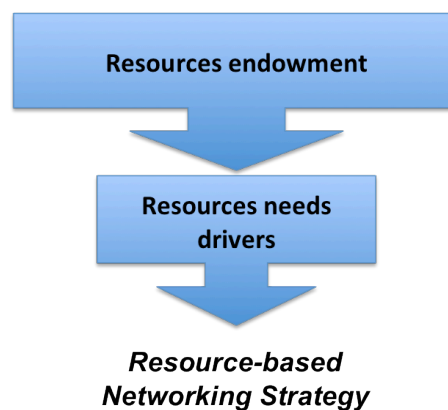 Resources endowment
Resources needs
drivers
Resource-based
Networking Strategy